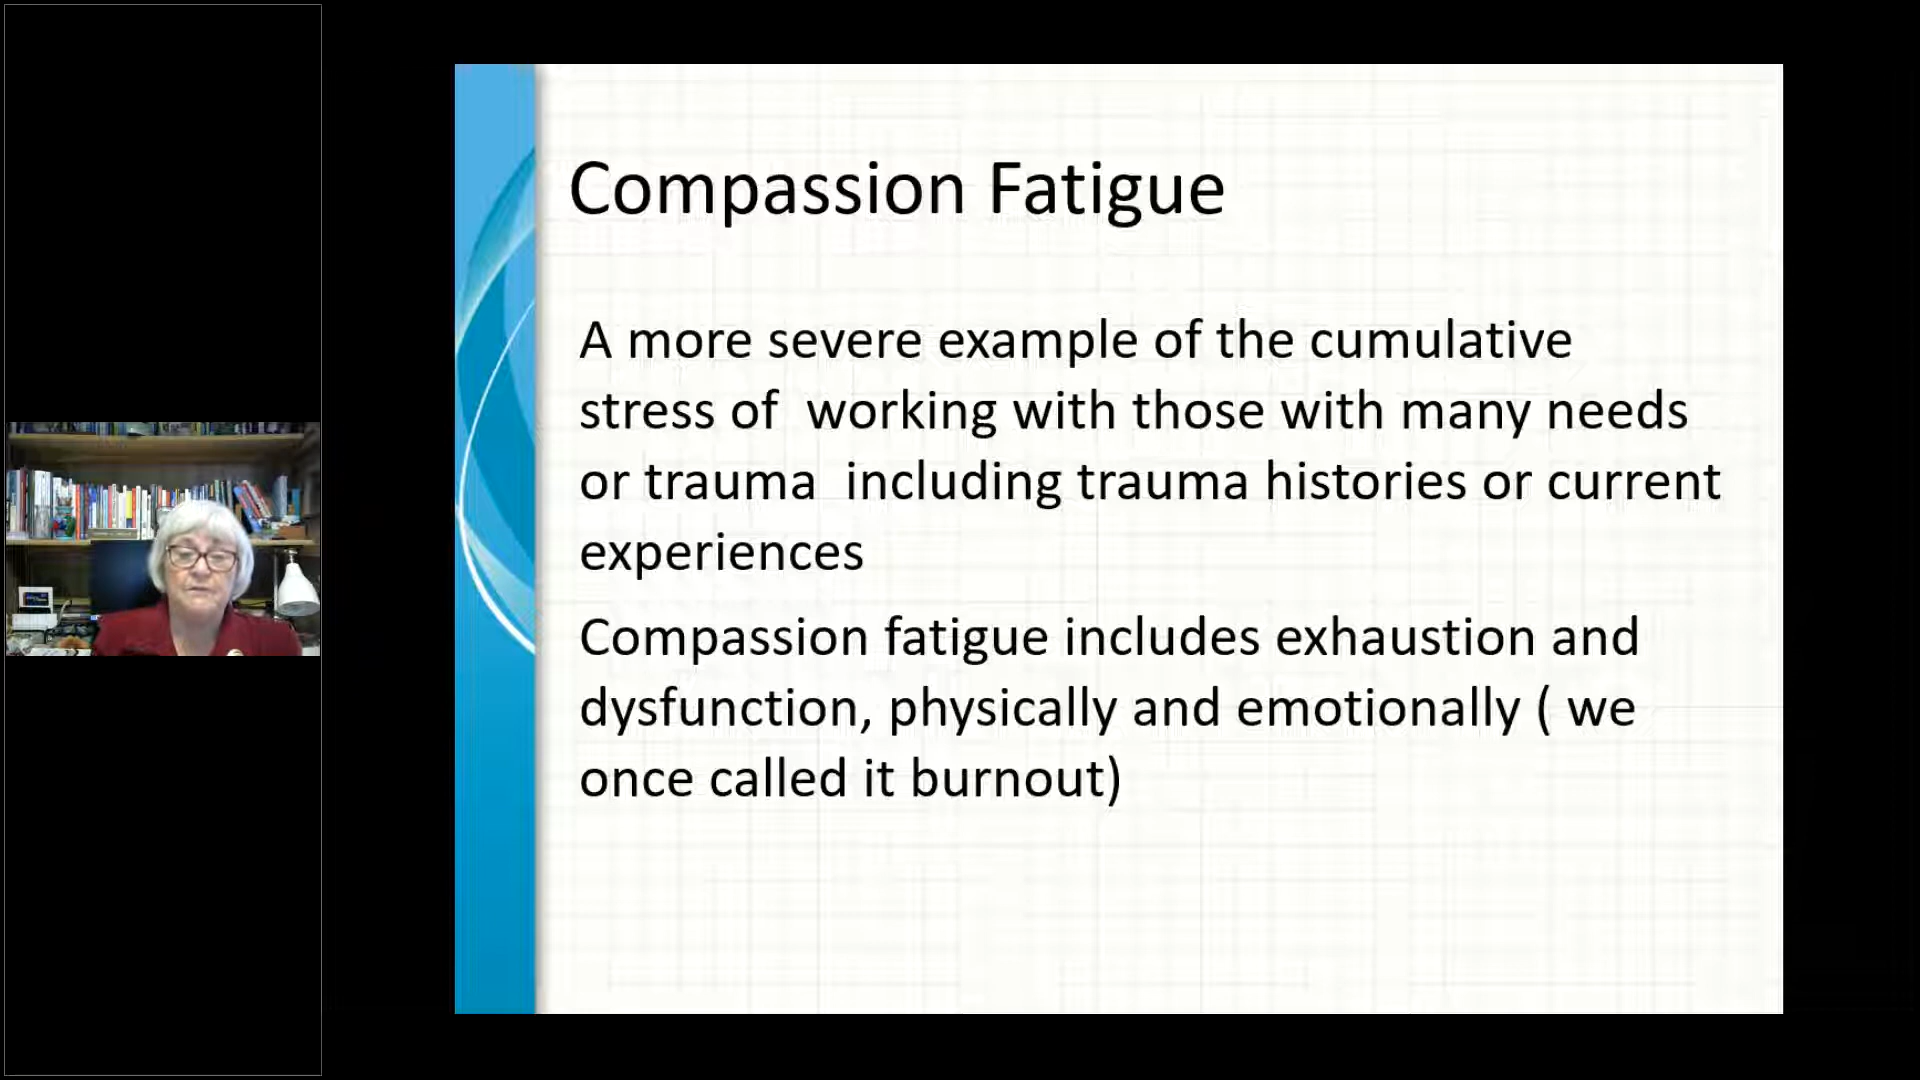 Compassion Fatigue
A more severe example of the cumulative
stress of  working with those with many needs
or trauma  including trauma histories or current
experiences
Compassion fatigue includes exhaustion and
dysfunction, physically and emotionally ( we
once called it burnout)